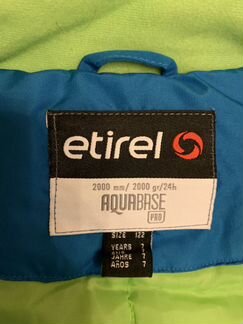 etirel
2000 mm/ 2000 gr/24h
AQUABASE
PRO
SIZE 122
YEARS 7
JAHRE 7
AÑOS 7